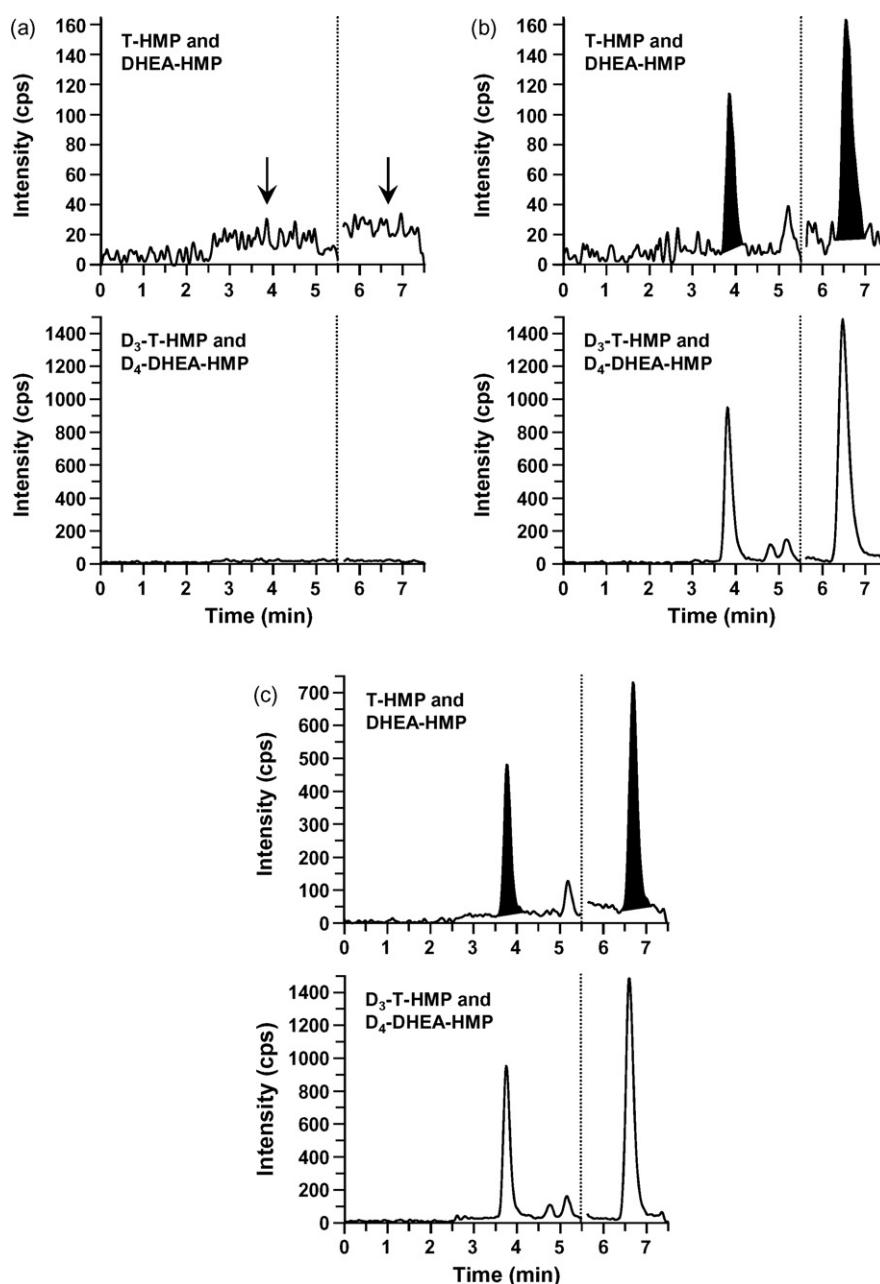 (a)
T-HMP and
DHEA-HMP
Intensity (cps)
160
140
120
100
80
60
40
20
0
0 1 2 3 4 5 6 7
D₃-T-HMP and
D₄-DHEA-HMP
Intensity (cps)
1400
1200
1000
800
600
400
200
0
0 1 2 3 4 5 6 7
Time (min)
(b)
T-HMP and
DHEA-HMP
Intensity (cps)
160
140
120
100
80
60
40
20
0
0 1 2 3 4 5 6 7
D₃-T-HMP and
D₄-DHEA-HMP
Intensity (cps)
1400
1200
1000
800
600
400
200
0
0 1 2 3 4 5 6 7
Time (min)
(c)
T-HMP and
DHEA-HMP
Intensity (cps)
700
600
500
400
300
200
100
0
0 1 2 3 4 5 6 7
D₃-T-HMP and
D₄-DHEA-HMP
Intensity (cps)
1400
1200
1000
800
600
400
200
0
0 1 2 3 4 5 6 7
Time (min)